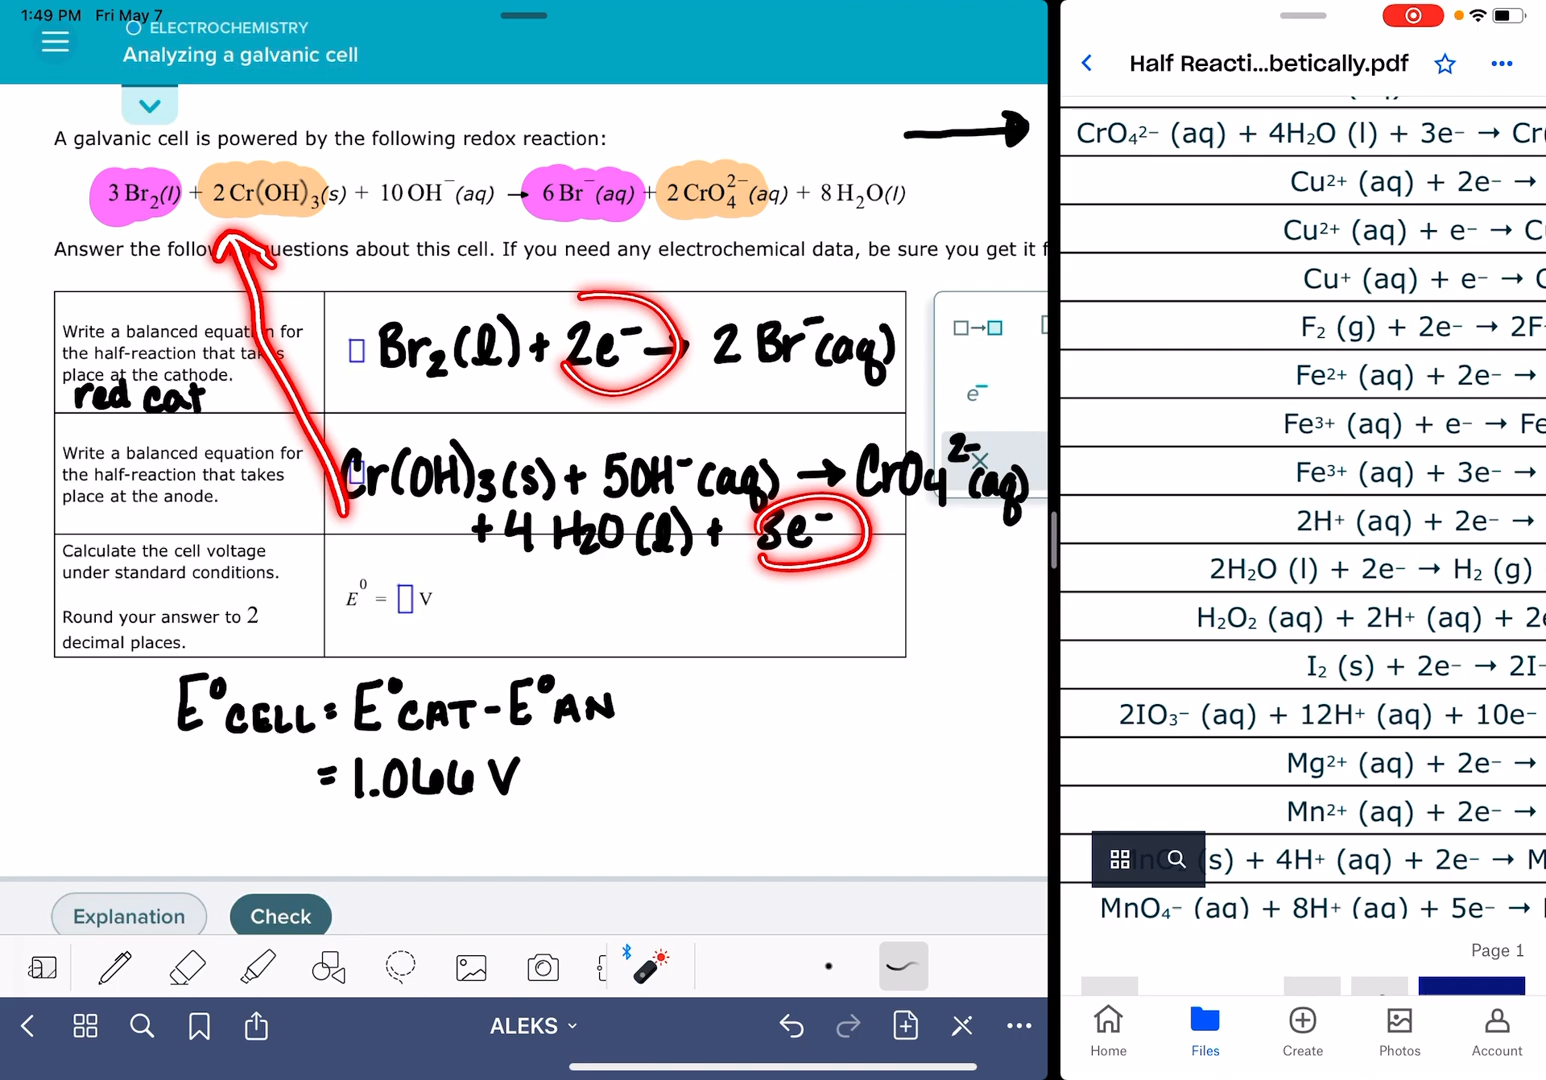 1:49 PM Fri May 7
ELECTROCHEMISTRY
Analyzing a galvanic cell
A galvanic cell is powered by the following redox reaction:
3 Br₂(l) + 2 Cr(OH)₃(s) + 10 OH⁻(aq) → 6 Br⁻(aq) + 2 CrO₄²⁻(aq) + 8 H₂O(l)
Answer the follo uestions about this cell. If you need any electrochemical data, be sure you get it f
Write a balanced equation for
the half-reaction that takes
place at the cathode.
red cat
Br₂(l) + 2e⁻ → 2 Br⁻(aq)
□→□
e⁻
Write a balanced equation for
the half-reaction that takes
place at the anode.
Cr(OH)₃(s) + 5OH⁻(aq) → CrO₄²⁻(aq)
+ 4 H₂O(l) + 3e⁻
Calculate the cell voltage
under standard conditions.
Round your answer to 2
decimal places.
E⁰ = □ V
E°CELL = E°CAT - E°AN
= 1.066 V
Explanation
Check
ALEKS
Half Reacti...betically.pdf
CrO₄²⁻ (aq) + 4H₂O (l) + 3e⁻ → Cr
Cu²⁺ (aq) + 2e⁻ →
Cu²⁺ (aq) + e⁻ → C
Cu⁺ (aq) + e⁻ → C
F₂ (g) + 2e⁻ → 2F
Fe²⁺ (aq) + 2e⁻ →
Fe³⁺ (aq) + e⁻ → Fe
Fe³⁺ (aq) + 3e⁻ →
2H⁺ (aq) + 2e⁻ →
2H₂O (l) + 2e⁻ → H₂ (g)
H₂O₂ (aq) + 2H⁺ (aq) + 2e
I₂ (s) + 2e⁻ → 2I⁻
2IO₃⁻ (aq) + 12H⁺ (aq) + 10e⁻
Mg²⁺ (aq) + 2e⁻ →
Mn²⁺ (aq) + 2e⁻ →
(s) + 4H⁺ (aq) + 2e⁻ → M
MnO₄⁻ (aq) + 8H⁺ (aq) + 5e⁻ →
Page 1
Home
Files
Create
Photos
Account